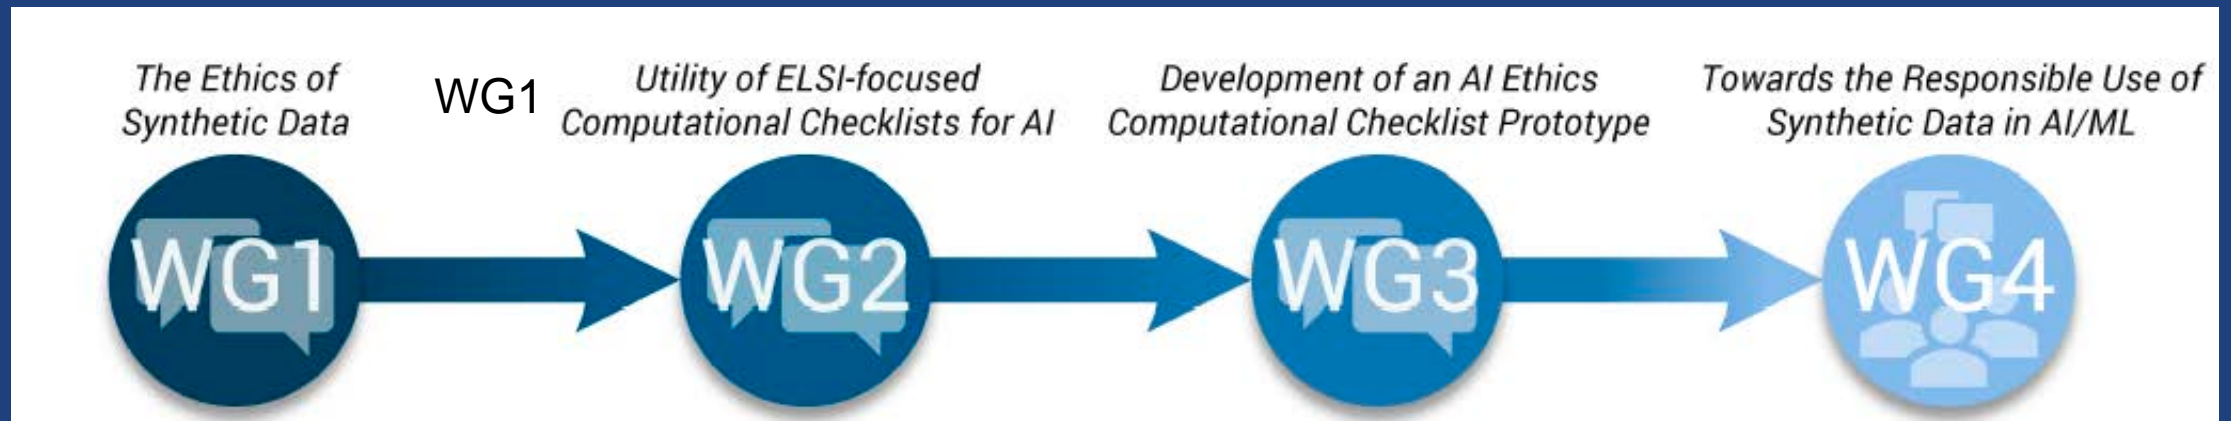 The Ethics of
Synthetic Data
WG1
Utility of ELSI-focused
Computational Checklists for AI
Development of an AI Ethics
Computational Checklist Prototype
Towards the Responsible Use of
Synthetic Data in AI/ML
WG1
WG2
WG3
WG4